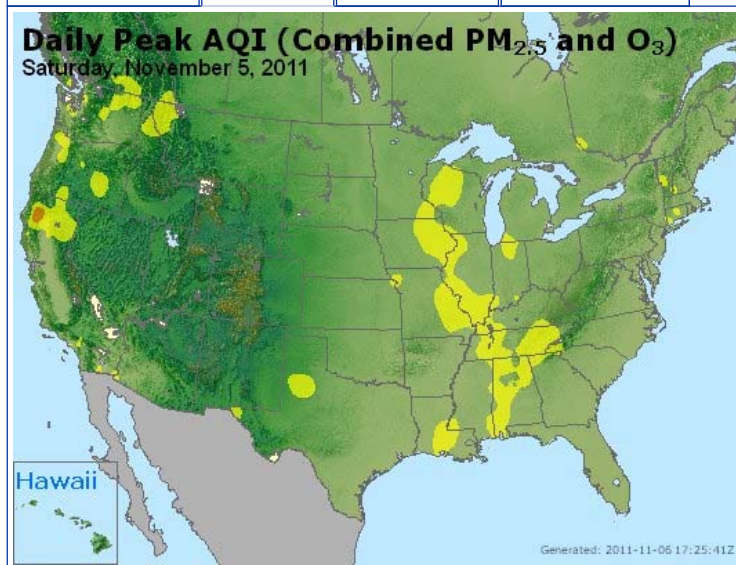 Daily Peak AQI (Combined PM₂.₅ and O₃)
Saturday, November 5, 2011
Hawaii
Generated: 2011-11-06 17:25:41Z